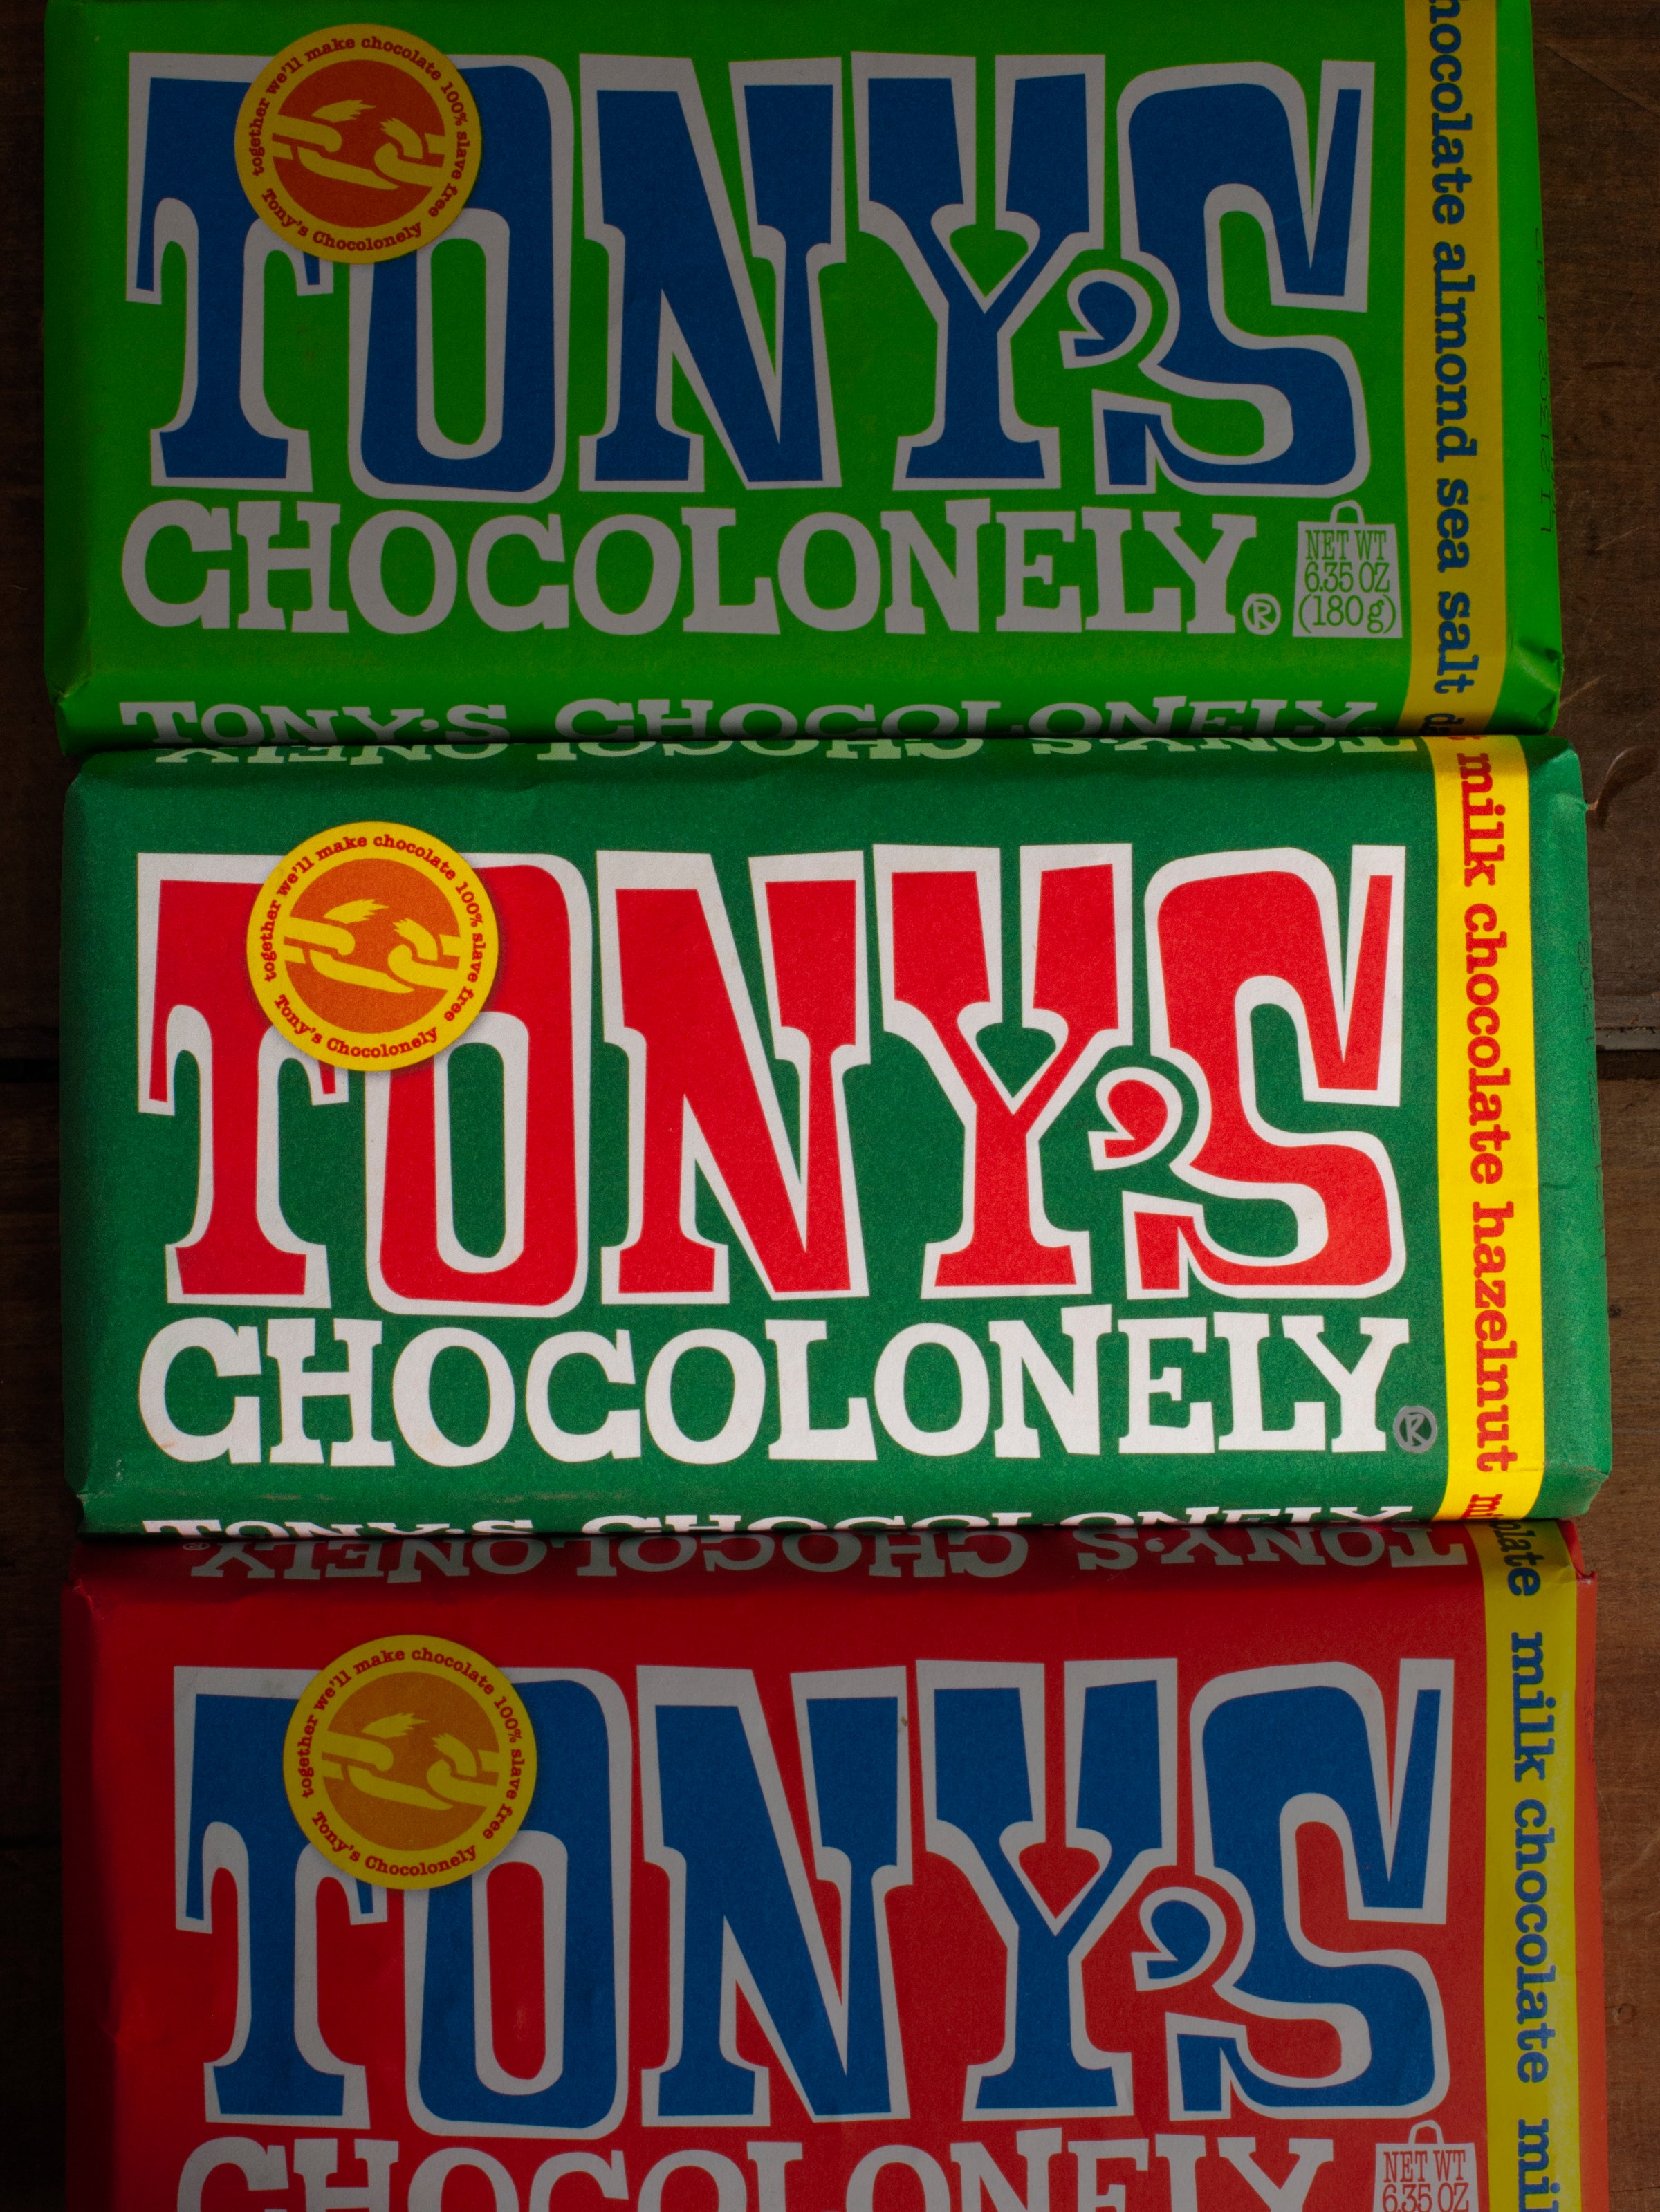 together we'll make chocolate 100% slave free
Tony's Chocolonely
TONY'S
CHOCOLONELY®
NET WT
6.35 OZ
(180g)
chocolate almond sea salt
TONY'S CHOCOLONELY
TONY'S CHOCOLONELY
together we'll make chocolate 100% slave free
Tony's Chocolonely
TONY'S
CHOCOLONELY®
milk chocolate hazelnut
TONY'S CHOCOLONELY
TONY'S CHOCOLONELY®
together we'll make chocolate 100% slave free
Tony's Chocolonely
TONY'S
CHOCOLONELY
NET WT
6.35 OZ
milk chocolate